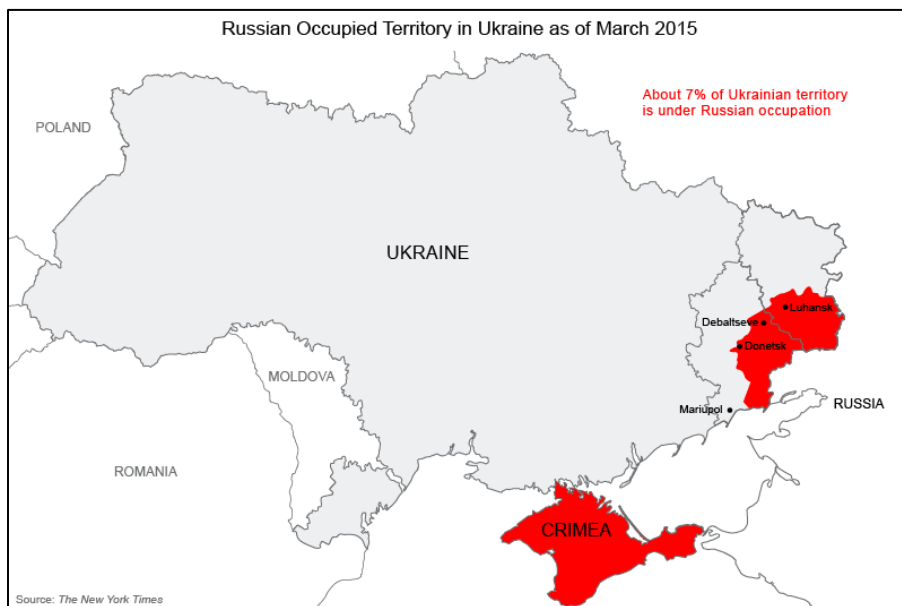 Russian Occupied Territory in Ukraine as of March 2015
About 7% of Ukrainian territory
is under Russian occupation
POLAND
UKRAINE
Luhansk
Debaltseve
Donetsk
MOLDOVA
Mariupol
RUSSIA
ROMANIA
CRIMEA
Source: The New York Times